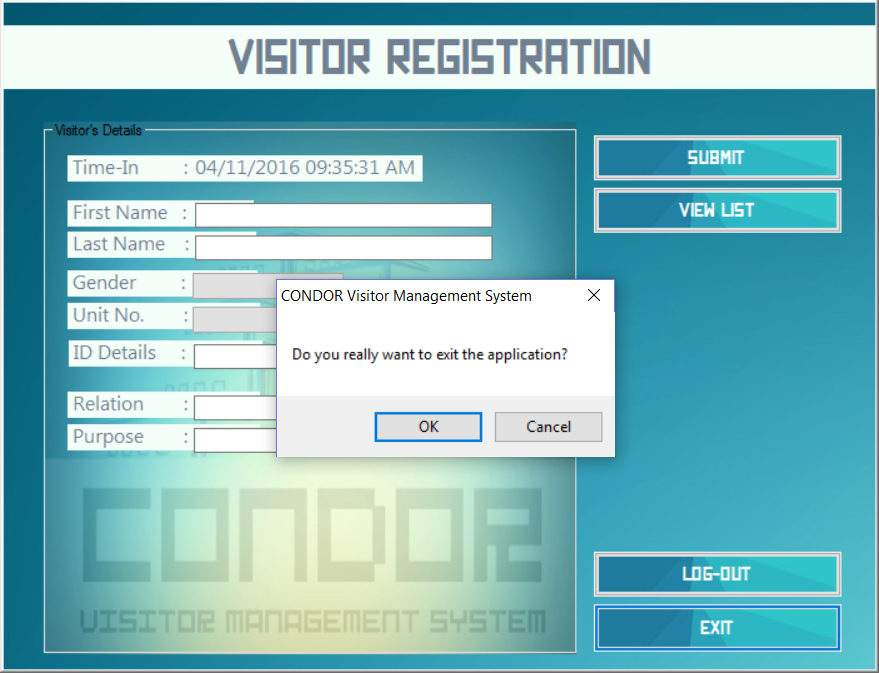 VISITOR REGISTRATION
Visitor's Details
Time-In : 04/11/2016 09:35:31 AM
First Name :
Last Name :
Gender :
Unit No. :
ID Details :
Relation :
Purpose :
SUBMIT
VIEW LIST
CONDOR Visitor Management System
Do you really want to exit the application?
OK Cancel
CONDOR
VISITOR MANAGEMENT SYSTEM
LOG-OUT
EXIT